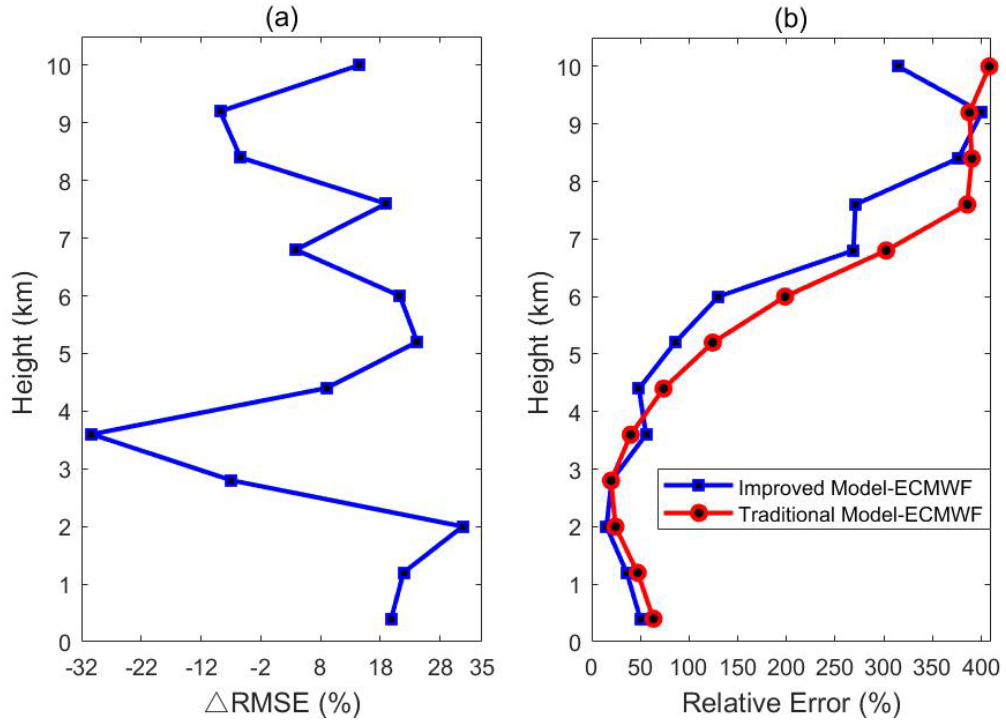 (a)
10
9
8
7
6
5
4
3
2
1
0
Height (km)
-32 -22 -12 -2 8 18 28 35
△RMSE (%)
(b)
10
9
8
7
6
5
4
3
2
1
0
Height (km)
Improved Model-ECMWF
Traditional Model-ECMWF
0 50 100 150 200 250 300 350 400
Relative Error (%)